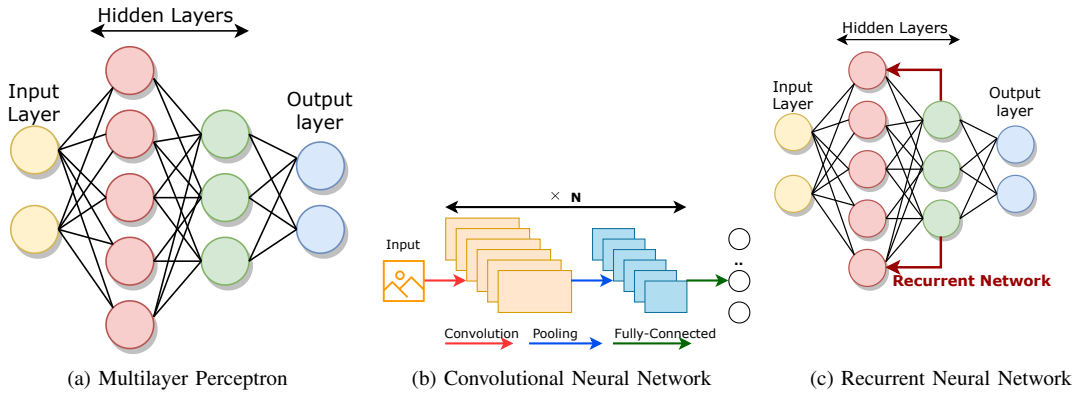 Hidden Layers
Input
Layer
Output
layer
(a) Multilayer Perceptron
× N
Input
..
Convolution Pooling Fully-Connected
(b) Convolutional Neural Network
Hidden Layers
Input
Layer
Output
layer
Recurrent Network
(c) Recurrent Neural Network